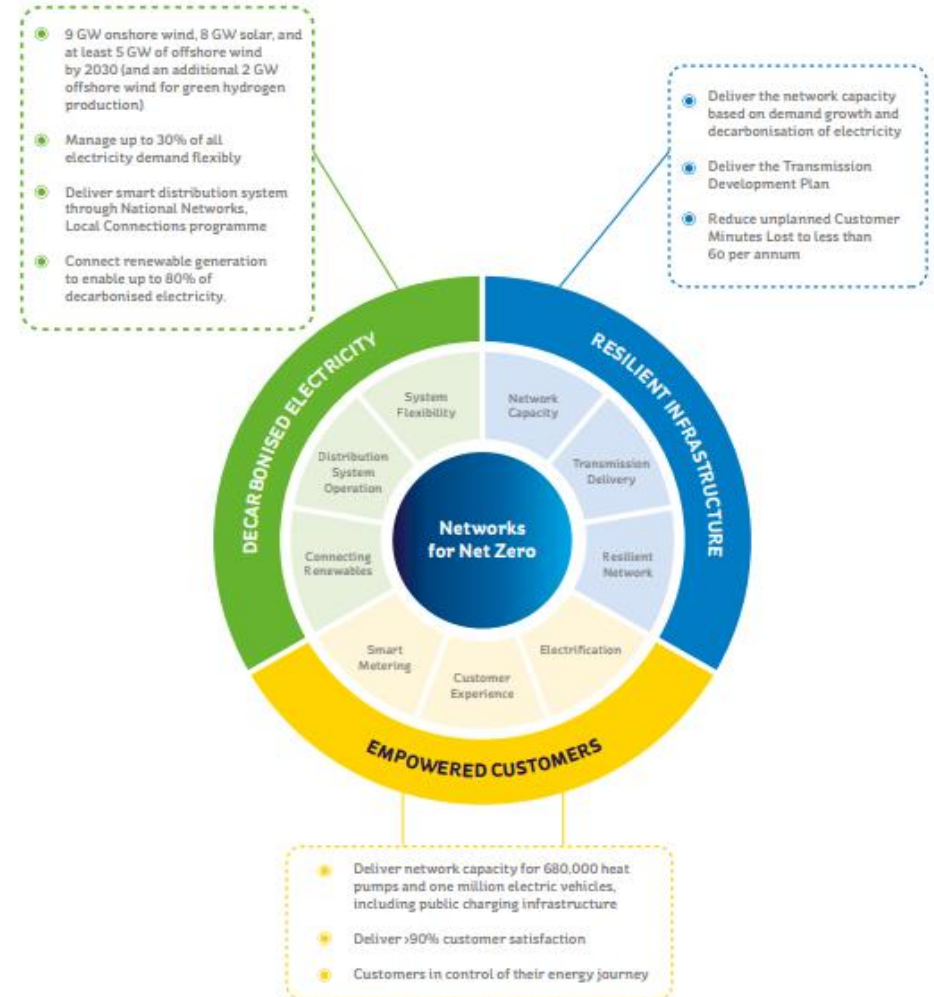 9 GW onshore wind, 8 GW solar, and
at least 5 GW of offshore wind
by 2030 (and an additional 2 GW
offshore wind for green hydrogen
production)
Manage up to 30% of all
electricity demand flexibly
Deliver smart distribution system
through National Networks,
Local Connections programme
Connect renewable generation
to enable up to 80% of
decarbonised electricity.
Deliver the network capacity
based on demand growth and
decarbonisation of electricity
Deliver the Transmission
Development Plan
Reduce unplanned Customer
Minutes Lost to less than
60 per annum
DECARBONISED ELECTRICITY
RESILIENT INFRASTRUCTURE
System
Flexibility
Network
Capacity
Distribution
System
Operation
Transmission
Delivery
Networks
for Net Zero
Connecting
Renewables
Resilient
Network
Smart
Metering
Customer
Experience
Electrification
EMPOWERED CUSTOMERS
Deliver network capacity for 680,000 heat
pumps and one million electric vehicles,
including public charging infrastructure
Deliver >90% customer satisfaction
Customers in control of their energy journey